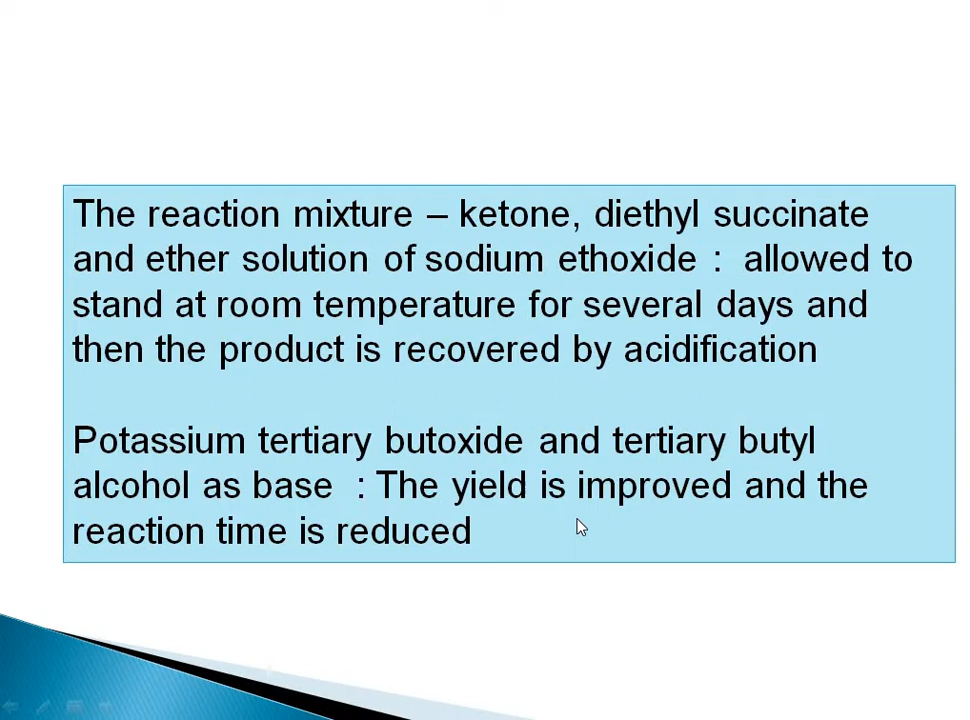 The reaction mixture – ketone, diethyl succinate
and ether solution of sodium ethoxide :  allowed to
stand at room temperature for several days and
then the product is recovered by acidification
Potassium tertiary butoxide and tertiary butyl
alcohol as base  : The yield is improved and the
reaction time is reduced